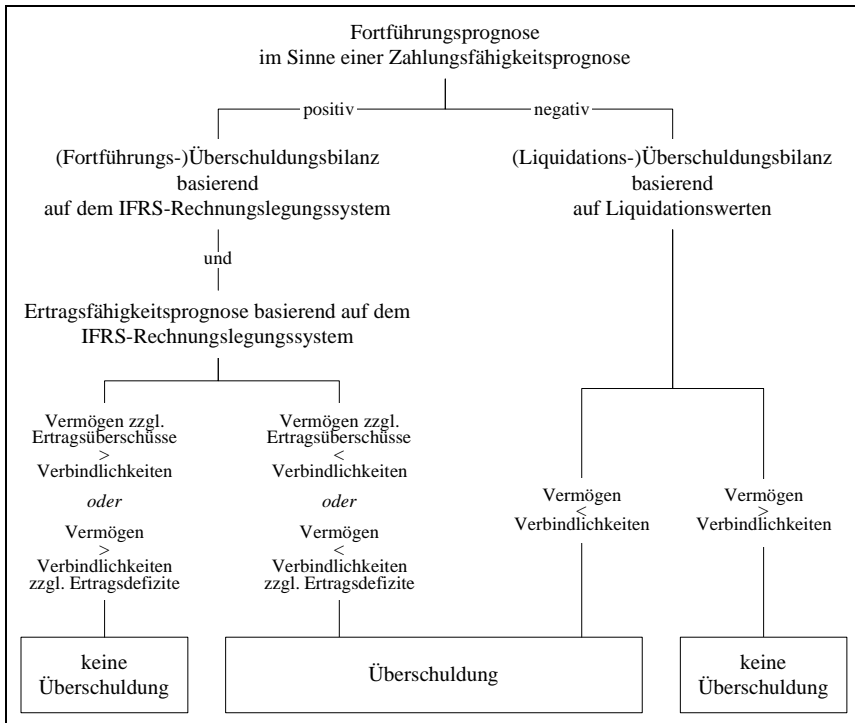 Fortführungsprognose
im Sinne einer Zahlungsfähigkeitsprognose
positiv
negativ
(Fortführungs-)Überschuldungsbilanz
basierend
auf dem IFRS-Rechnungslegungssystem
(Liquidations-)Überschuldungsbilanz
basierend
auf Liquidationswerten
und
Ertragsfähigkeitsprognose basierend auf dem
IFRS-Rechnungslegungssystem
Vermögen zzgl.
Ertragsüberschüsse
>
Verbindlichkeiten
oder
Vermögen
>
Verbindlichkeiten
zzgl. Ertragsdefizite
Vermögen zzgl.
Ertragsüberschüsse
<
Verbindlichkeiten
oder
Vermögen
<
Verbindlichkeiten
zzgl. Ertragsdefizite
Vermögen
<
Verbindlichkeiten
Vermögen
>
Verbindlichkeiten
keine
Überschuldung
Überschuldung
keine
Überschuldung